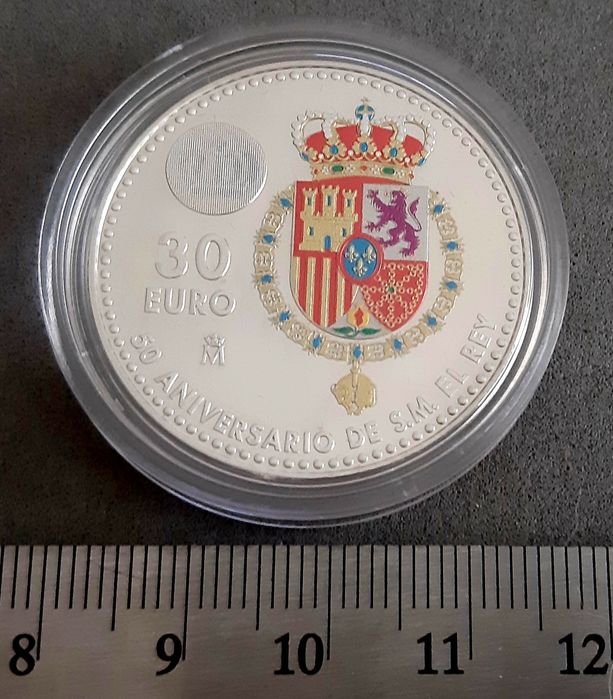 30
EURO
M
50 ANIVERSARIO DE S.M. EL REY
8 9 10 11 12